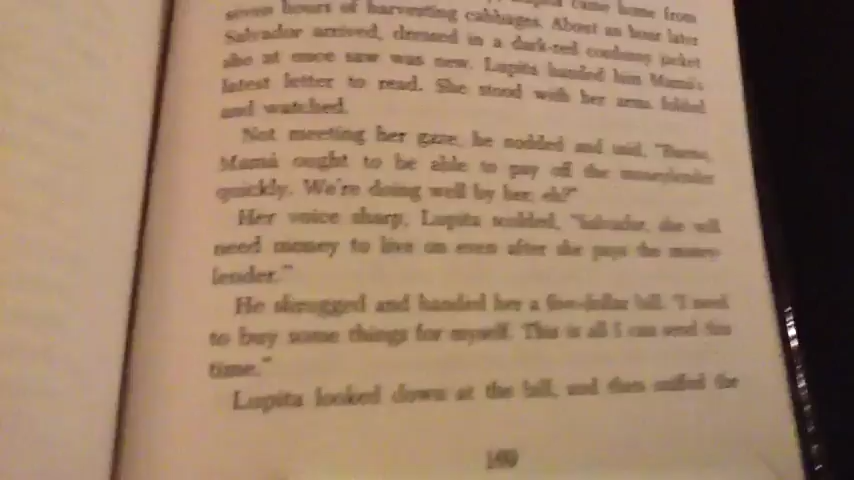 came home from
seven hours of harvesting cabbages. About an hour later
Salvador arrived, dressed in a dark-red corduroy jacket
she at once saw was new. Lupita handed him Mamá's
latest letter to read. She stood with her arms folded
and watched.
Not meeting her gaze, he nodded and said, "Bueno,
Mamá ought to be able to pay off the moneylender
quickly. We're doing well by her, eh?"
Her voice sharp, Lupita scolded, "Salvador, she will
need money to live on even after she pays the money-
lender."
He shrugged and handed her a five-dollar bill. "I need
to buy some things for myself. This is all I can send this
time."
Lupita looked down at the bill, and then sniffed the